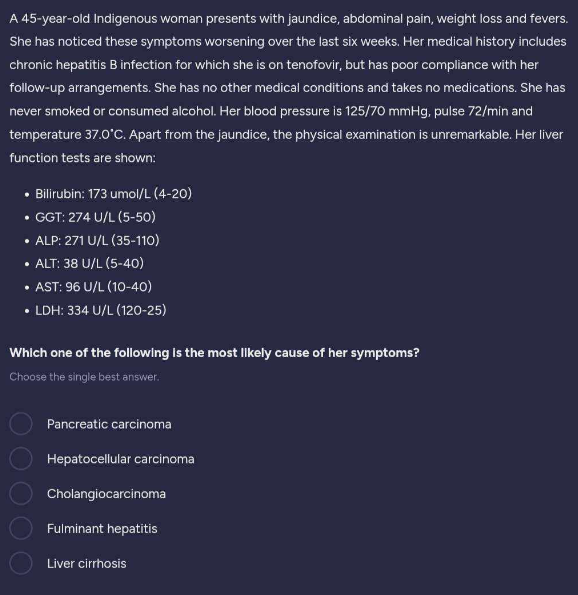 A 45-year-old Indigenous woman presents with jaundice, abdominal pain, weight loss and fevers.
She has noticed these symptoms worsening over the last six weeks. Her medical history includes
chronic hepatitis B infection for which she is on tenofovir, but has poor compliance with her
follow-up arrangements. She has no other medical conditions and takes no medications. She has
never smoked or consumed alcohol. Her blood pressure is 125/70 mmHg, pulse 72/min and
temperature 37.0°C. Apart from the jaundice, the physical examination is unremarkable. Her liver
function tests are shown:
• Bilirubin: 173 umol/L (4-20)
• GGT: 274 U/L (5-50)
• ALP: 271 U/L (35-110)
• ALT: 38 U/L (5-40)
• AST: 96 U/L (10-40)
• LDH: 334 U/L (120-25)
Which one of the following is the most likely cause of her symptoms?
Choose the single best answer.
Pancreatic carcinoma
Hepatocellular carcinoma
Cholangiocarcinoma
Fulminant hepatitis
Liver cirrhosis